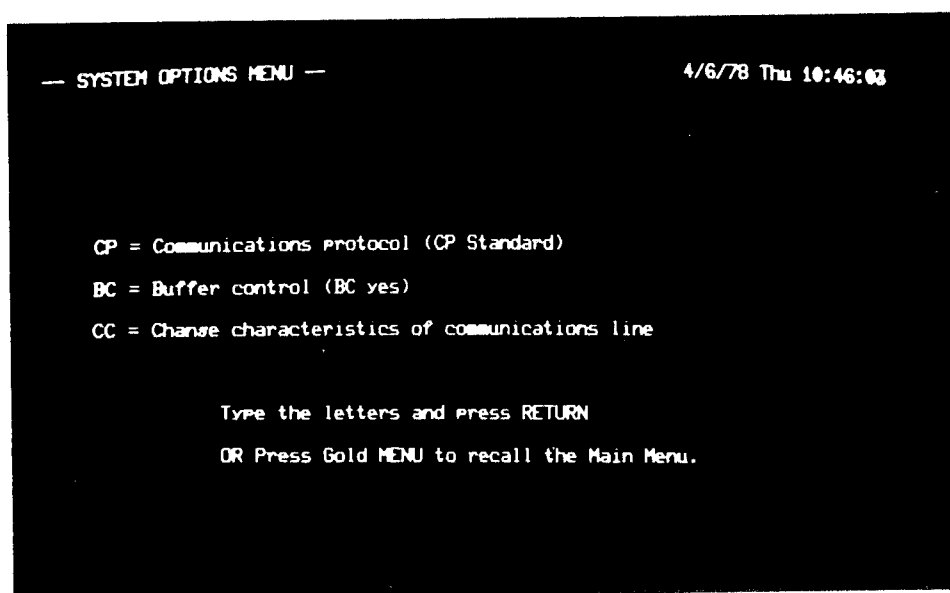 — SYSTEM OPTIONS MENU —
4/6/78 Thu 10:46:
CP = Communications protocol (CP Standard)
BC = Buffer control (BC yes)
CC = Change characteristics of communications line
Type the letters and press RETURN
OR Press Gold MENU to recall the Main Menu.